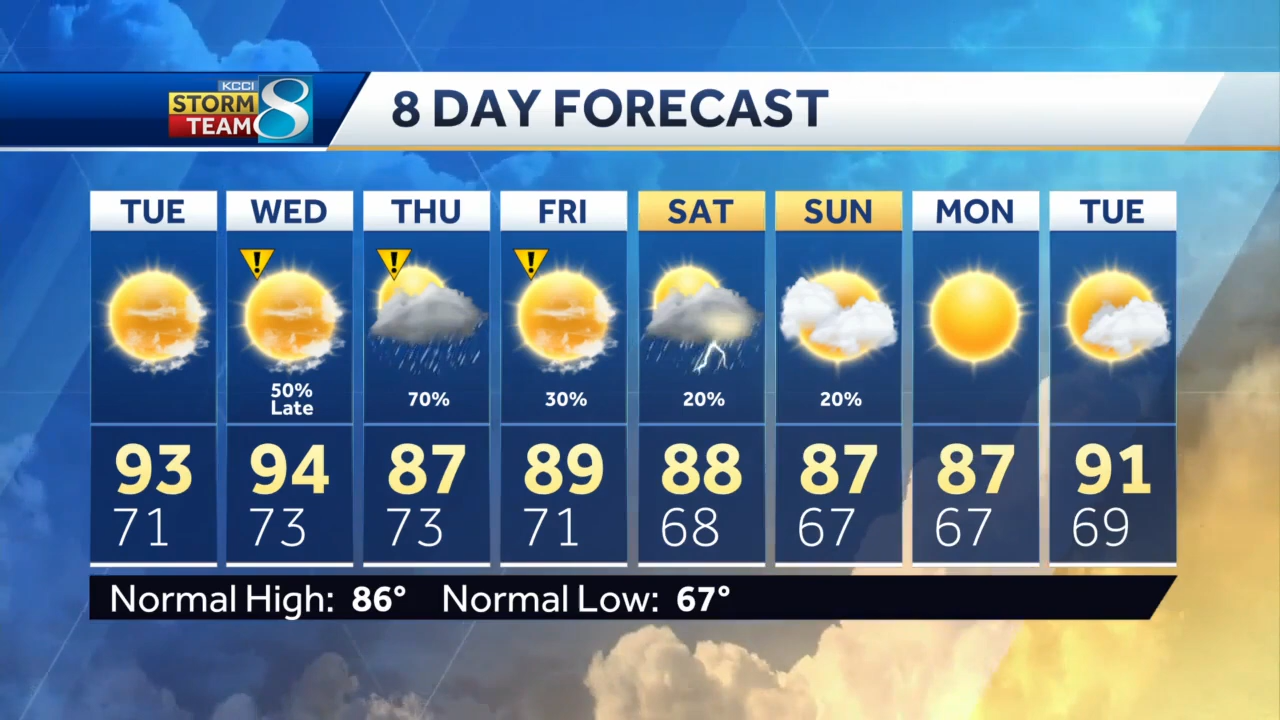 KCCI
STORM
TEAM 8
8 DAY FORECAST
TUE WED THU FRI SAT SUN MON TUE
! ! !
50% 70% 30% 20% 20%
Late
93 94 87 89 88 87 87 91
71 73 73 71 68 67 67 69
Normal High: 86° Normal Low: 67°